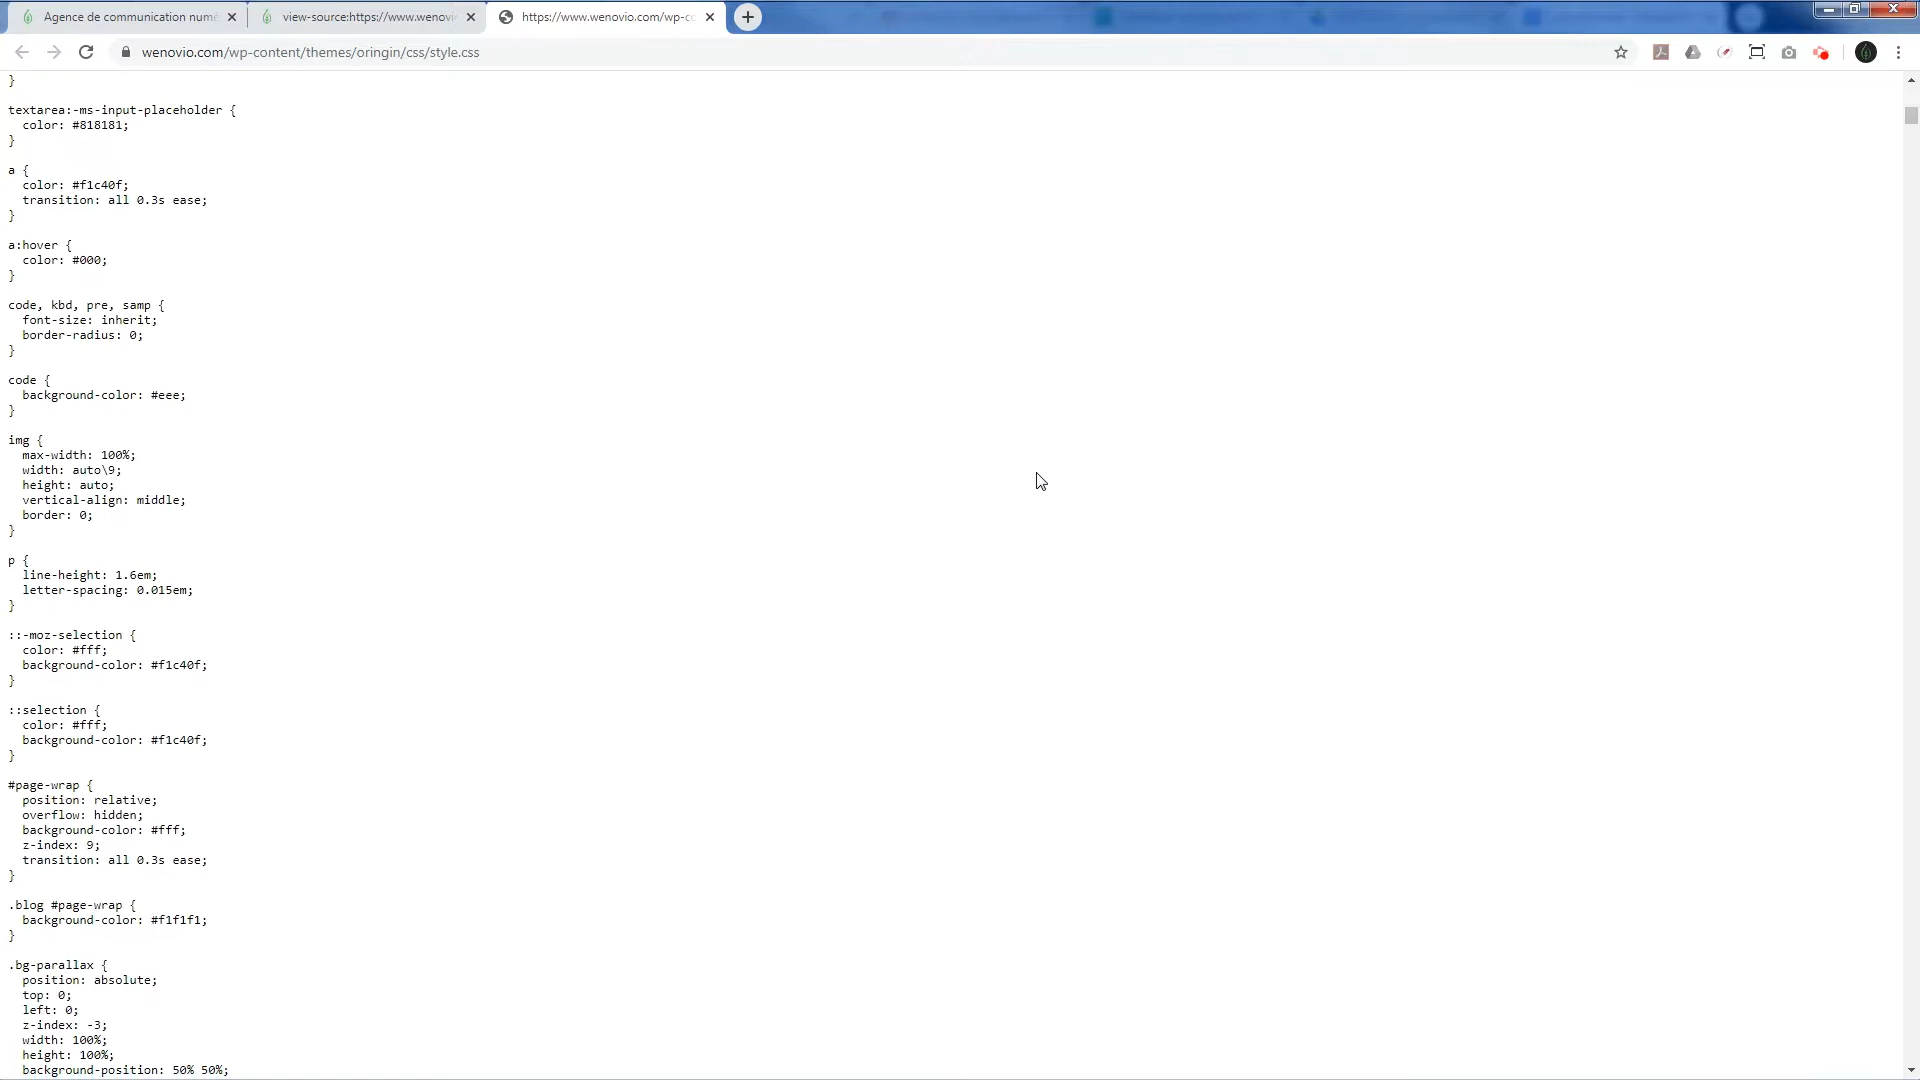 Agence de communication numé
view-source:https://www.wenovi
https://www.wenovio.com/wp-co
wenovio.com/wp-content/themes/oringin/css/style.css
}
textarea:-ms-input-placeholder {
color: #818181;
}
a {
color: #f1c40f;
transition: all 0.3s ease;
}
a:hover {
color: #000;
}
code, kbd, pre, samp {
font-size: inherit;
border-radius: 0;
}
code {
background-color: #eee;
}
img {
max-width: 100%;
width: auto\9;
height: auto;
vertical-align: middle;
border: 0;
}
p {
line-height: 1.6em;
letter-spacing: 0.015em;
}
::-moz-selection {
color: #fff;
background-color: #f1c40f;
}
::selection {
color: #fff;
background-color: #f1c40f;
}
#page-wrap {
position: relative;
overflow: hidden;
background-color: #fff;
z-index: 9;
transition: all 0.3s ease;
}
.blog #page-wrap {
background-color: #f1f1f1;
}
.bg-parallax {
position: absolute;
top: 0;
left: 0;
z-index: -3;
width: 100%;
height: 100%;
background-position: 50% 50%;